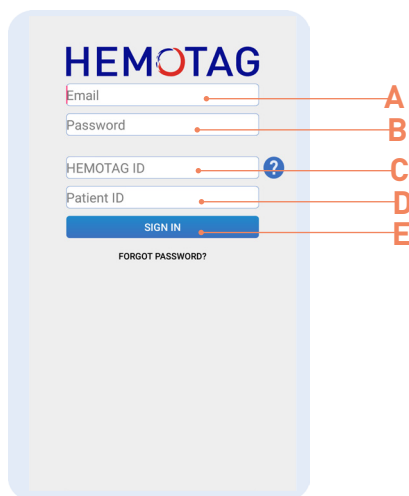 HEMOTAG
Email A
Password B
HEMOTAG ID ? C
Patient ID D
SIGN IN E
FORGOT PASSWORD?